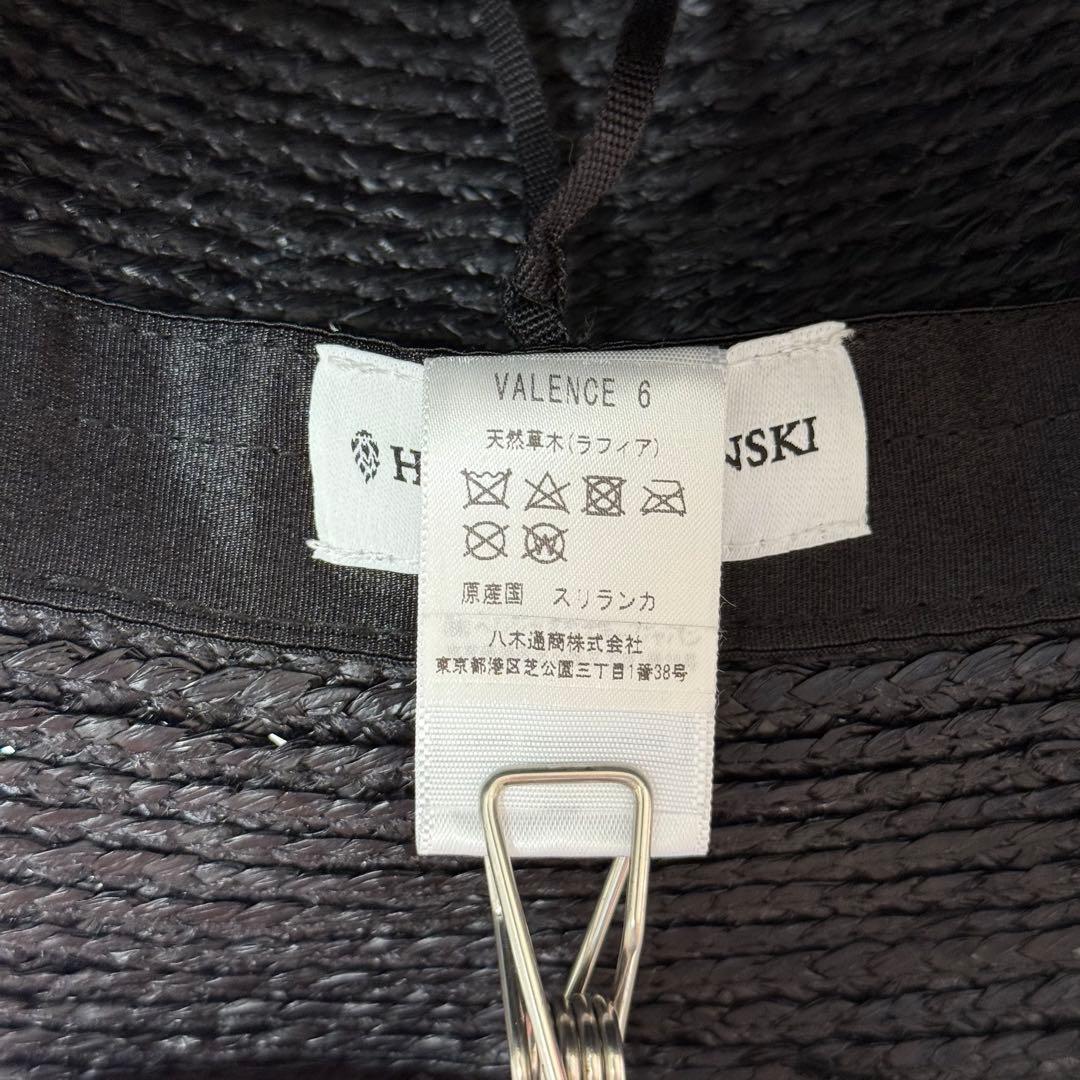 VALENCE 6
天然草木(ラフィア)
H NSKI
W
原産国 スリランカ
八木通商株式会社
東京都港区芝公園三丁目1番38号